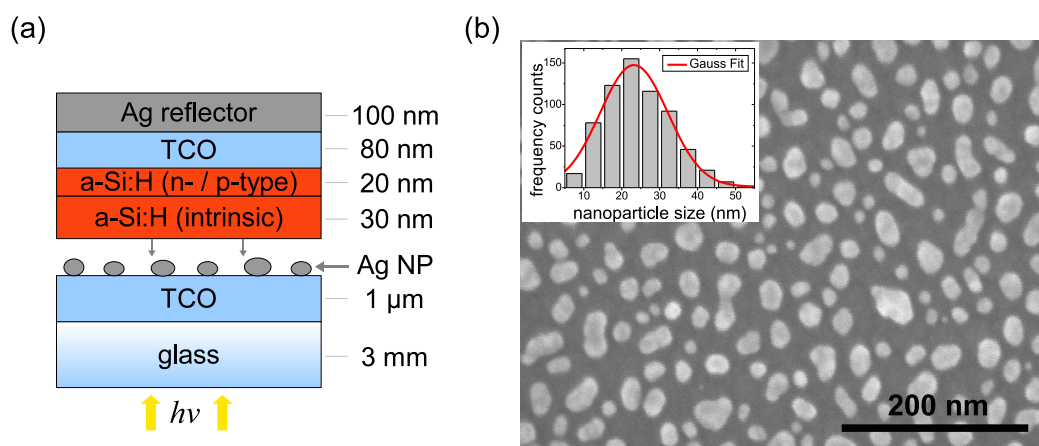 (a)
Ag reflector
100 nm
TCO
80 nm
a-Si:H (n- / p-type)
20 nm
a-Si:H (intrinsic)
30 nm
Ag NP
TCO
1 µm
glass
3 mm
hν
(b)
150
100
50
0
frequency counts
Gauss Fit
10 20 30 40 50
nanoparticle size (nm)
200 nm